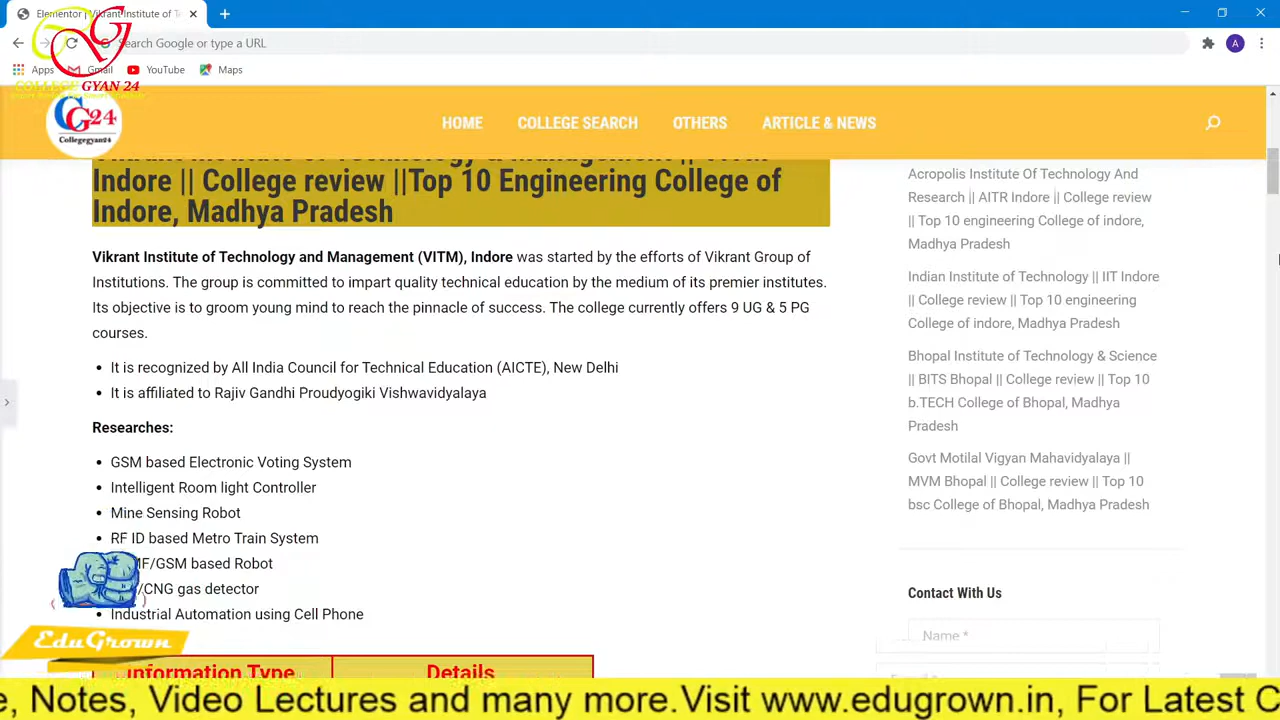 Elementor | Vikrant Institute of Te
Search Google or type a URL
A
Apps
Gmail
YouTube
Maps
COLLEGE GYAN 24
CG24
Collegegyan24
HOME
COLLEGE SEARCH
OTHERS
ARTICLE & NEWS
Vikrant Institute of Technology & Management || VITM
Indore || College review ||Top 10 Engineering College of
Indore, Madhya Pradesh
Vikrant Institute of Technology and Management (VITM), Indore was started by the efforts of Vikrant Group of
Institutions. The group is committed to impart quality technical education by the medium of its premier institutes.
Its objective is to groom young mind to reach the pinnacle of success. The college currently offers 9 UG & 5 PG
courses.
It is recognized by All India Council for Technical Education (AICTE), New Delhi
It is affiliated to Rajiv Gandhi Proudyogiki Vishwavidyalaya
Researches:
GSM based Electronic Voting System
Intelligent Room light Controller
Mine Sensing Robot
RF ID based Metro Train System
MF/GSM based Robot
/CNG gas detector
Industrial Automation using Cell Phone
Information Type
Details
Acropolis Institute Of Technology And
Research || AITR Indore || College review
|| Top 10 engineering College of indore,
Madhya Pradesh
Indian Institute of Technology || IIT Indore
|| College review || Top 10 engineering
College of indore, Madhya Pradesh
Bhopal Institute of Technology & Science
|| BITS Bhopal || College review || Top 10
b.TECH College of Bhopal, Madhya
Pradesh
Govt Motilal Vigyan Mahavidyalaya ||
MVM Bhopal || College review || Top 10
bsc College of Bhopal, Madhya Pradesh
Contact With Us
Name *
EduGrown
e, Notes, Video Lectures and many more.Visit www.edugrown.in, For Latest C